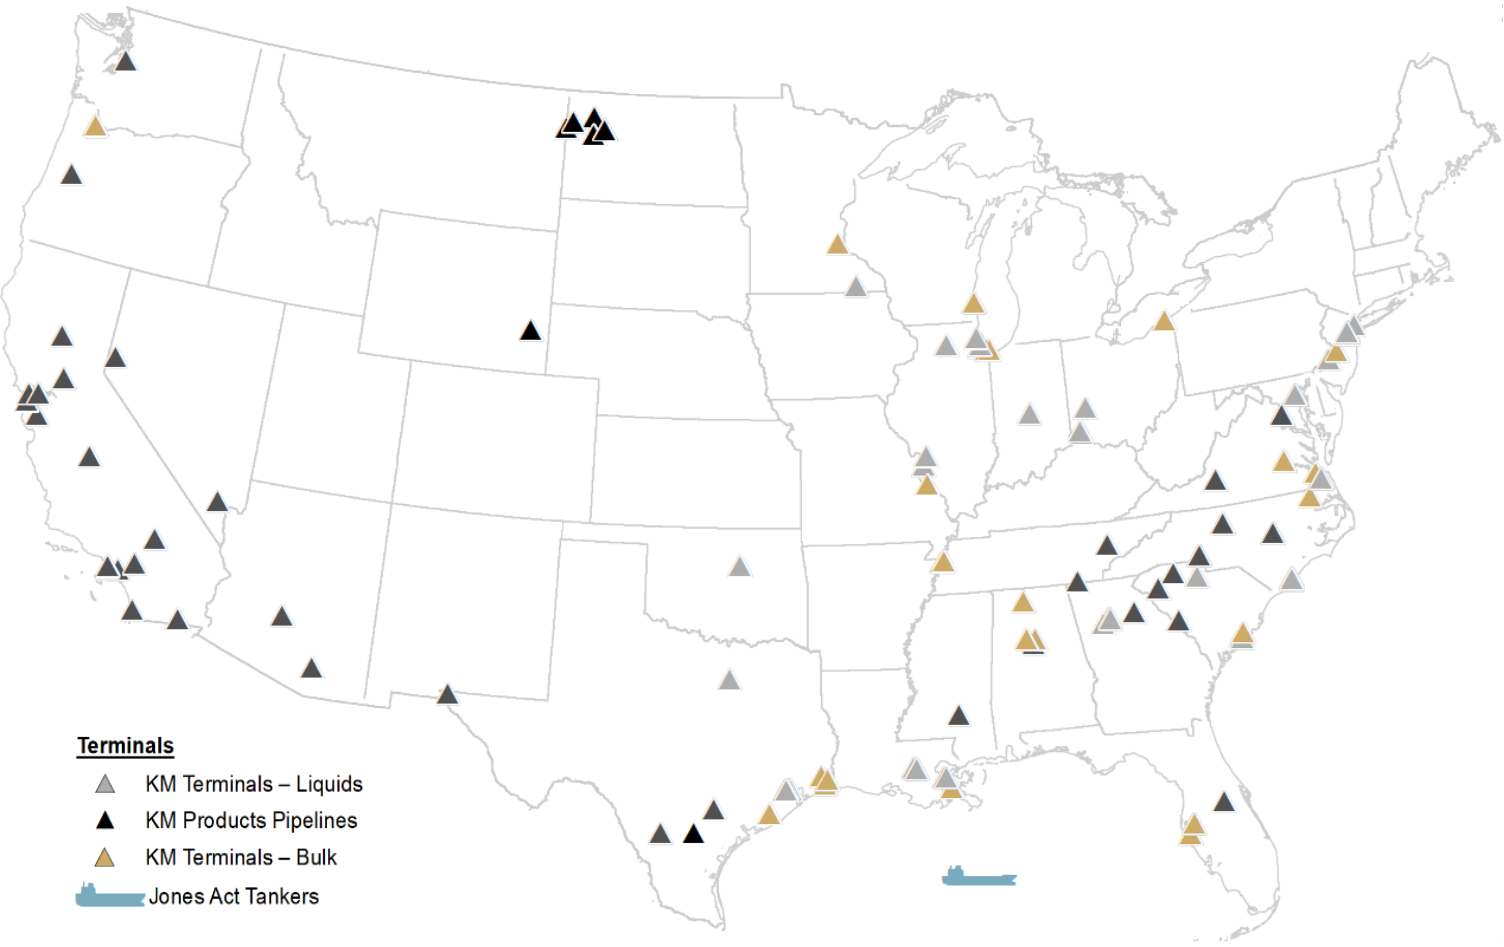 Terminals
KM Terminals – Liquids
KM Products Pipelines
KM Terminals – Bulk
Jones Act Tankers